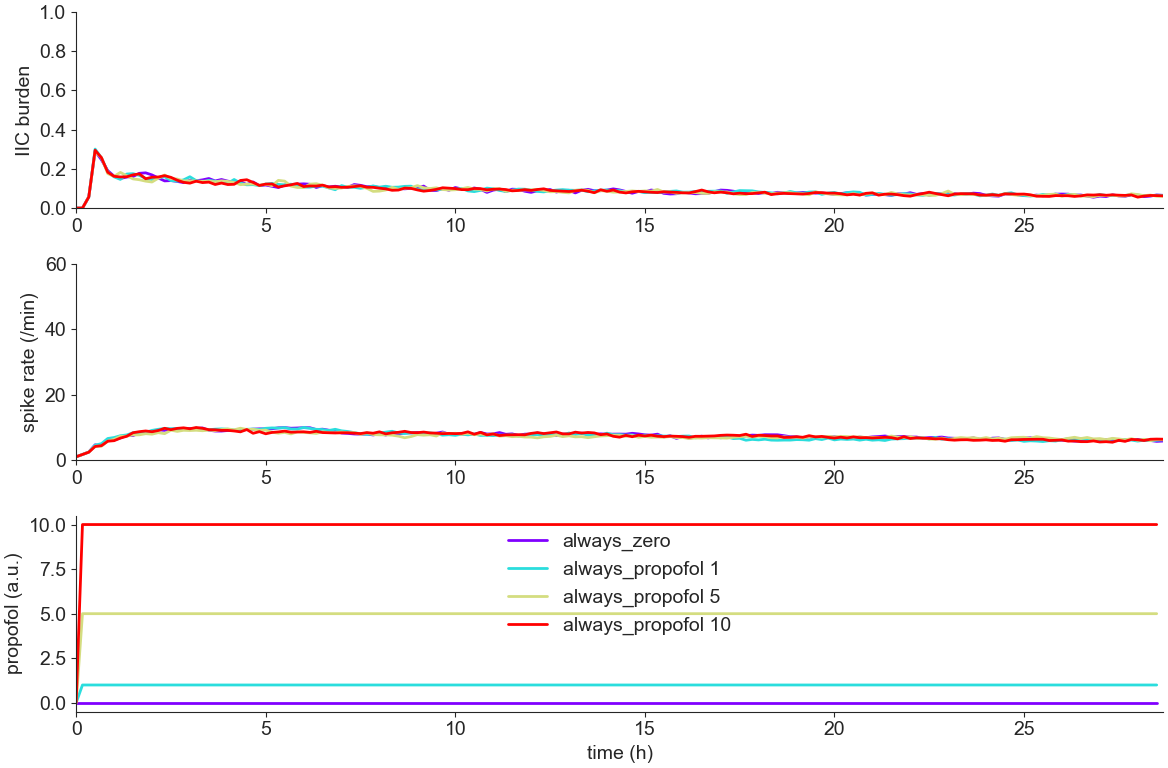 IIC burden
1.0
0.8
0.6
0.4
0.2
0.0
0 5 10 15 20 25
spike rate (/min)
60
40
20
0
0 5 10 15 20 25
propofol (a.u.)
10.0
7.5
5.0
2.5
0.0
always_zero
always_propofol 1
always_propofol 5
always_propofol 10
0 5 10 15 20 25
time (h)